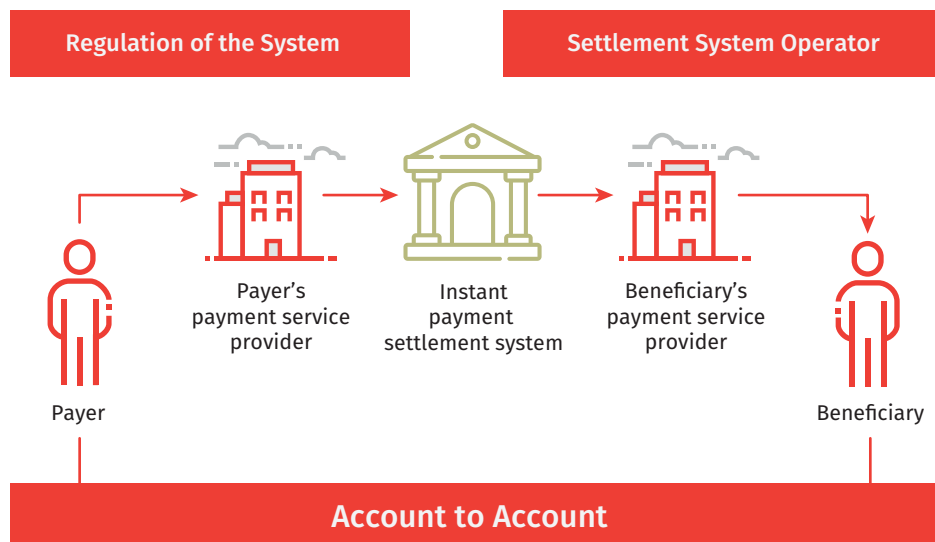 Regulation of the System
Settlement System Operator
Payer’s
payment service
provider
Instant
payment
settlement system
Beneficiary’s
payment service
provider
Payer
Beneficiary
Account to Account